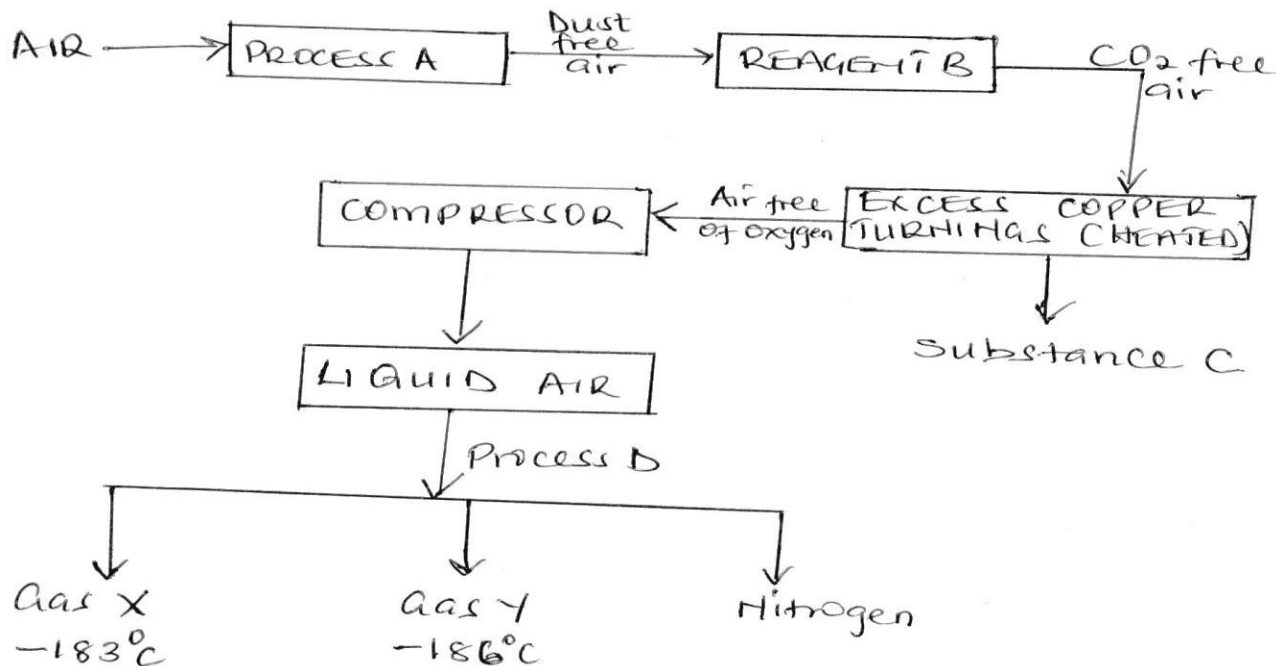 AIR
PROCESS A
Dust
free
air
REAGENT B
CO2 free
air
COMPRESSOR
Air free
of oxygen
EXCESS COPPER
TURNINGS (HEATED)
Substance C
LIQUID AIR
Process D
Gas X
-183°C
Gas Y
-186°C
Nitrogen